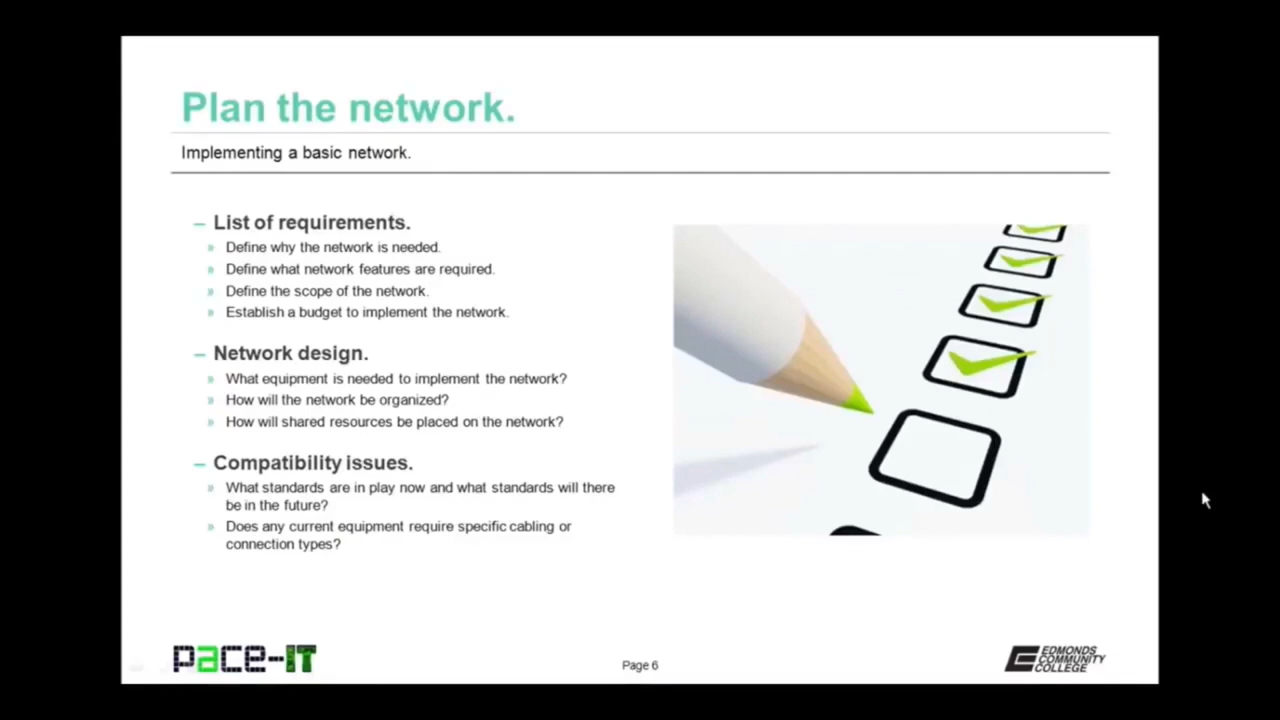 Plan the network.
Implementing a basic network.
– List of requirements.
» Define why the network is needed.
» Define what network features are required.
» Define the scope of the network.
» Establish a budget to implement the network.
– Network design.
» What equipment is needed to implement the network?
» How will the network be organized?
» How will shared resources be placed on the network?
– Compatibility issues.
» What standards are in play now and what standards will there
be in the future?
» Does any current equipment require specific cabling or
connection types?
pace-IT
Page 6
EDMONDS
COMMUNITY
COLLEGE